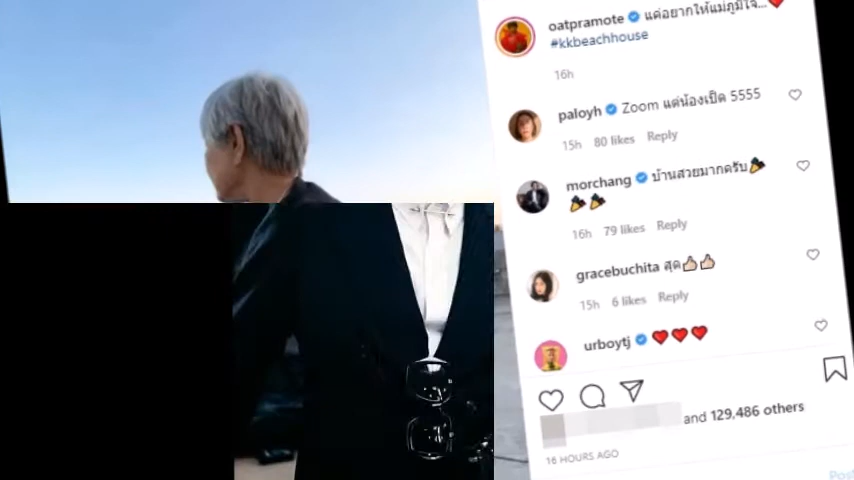 oatpramote แค่อยากให้แม่ภูมิใจ...❤️
#kkbeachhouse
16h
paloyh Zoom แต่น้องเป็ด 5555
15h 80 likes Reply
morchang บ้านสวยมากครับ🎉
🎉🎉
16h 79 likes Reply
gracebuchita สุด👍🏻👍🏻
15h 6 likes Reply
urboytj ❤️❤️❤️
and 129,486 others
16 HOURS AGO
Post